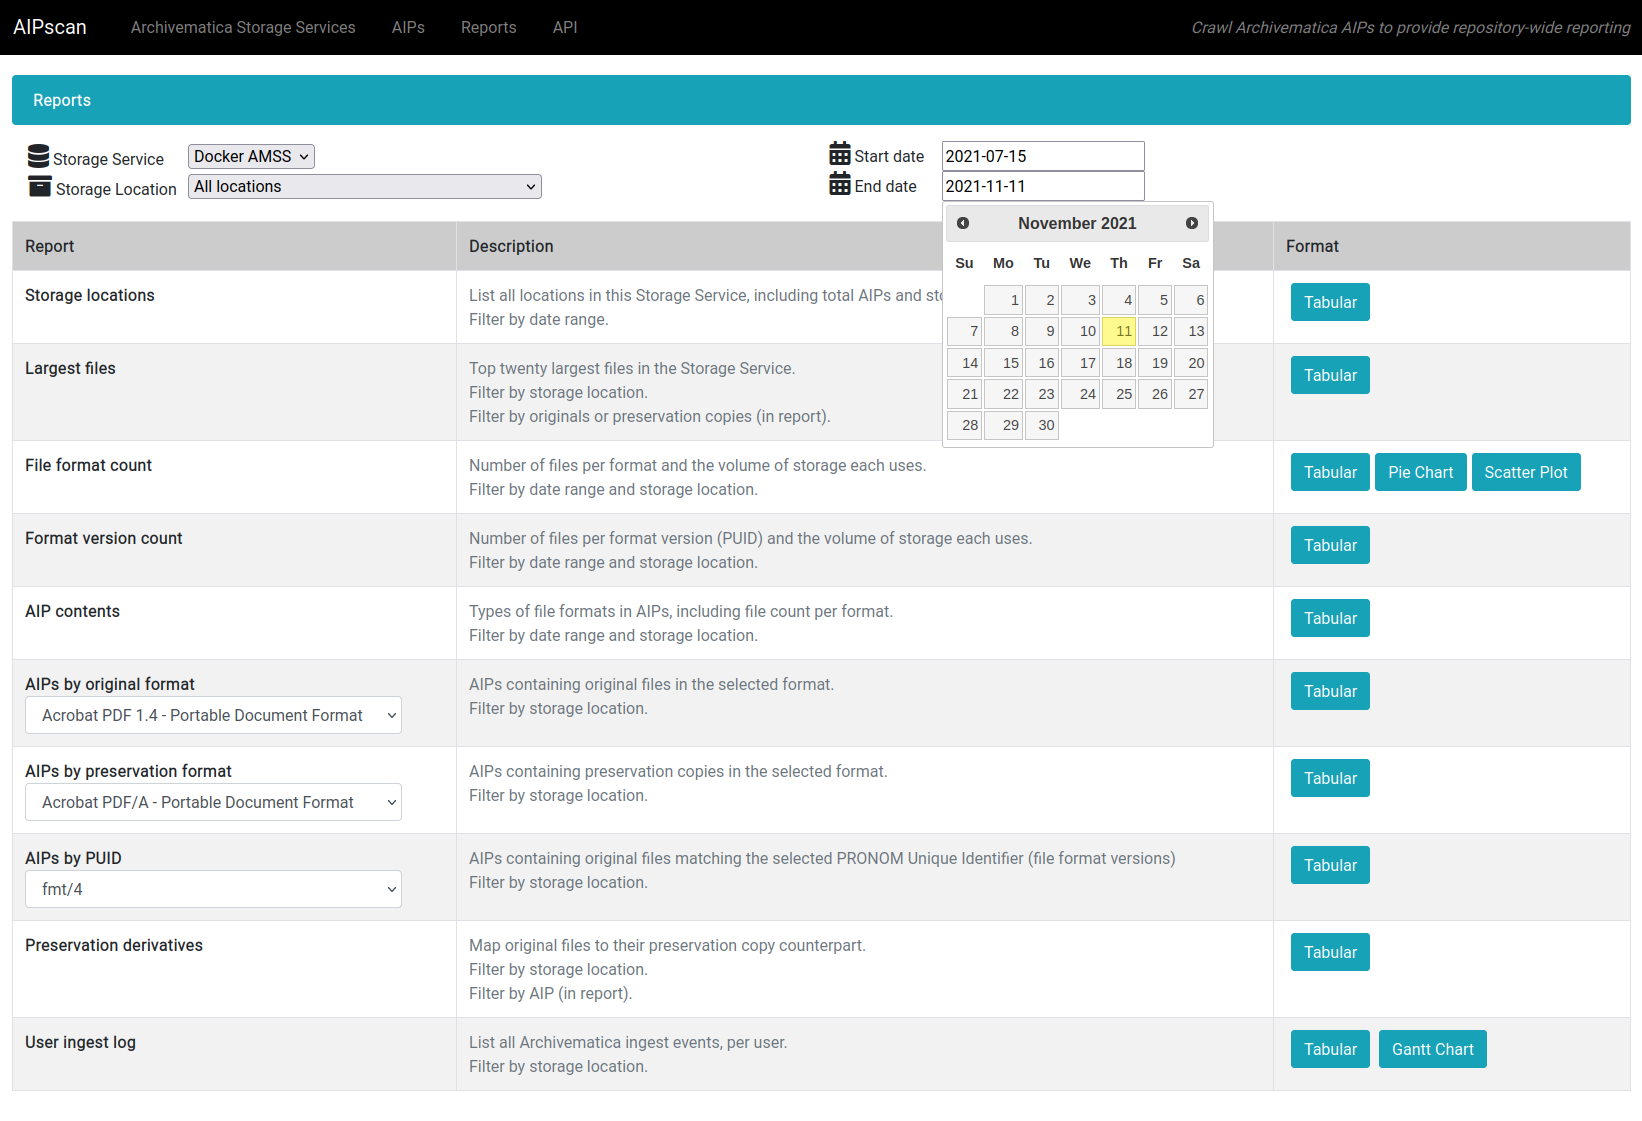 AIPscan Archivematica Storage Services AIPs Reports API Crawl Archivematica AIPs to provide repository-wide reporting
Reports
Storage Service Docker AMSS Start date 2021-07-15
Storage Location All locations End date 2021-11-11
November 2021
Su Mo Tu We Th Fr Sa
1 2 3 4 5 6
7 8 9 10 11 12 13
14 15 16 17 18 19 20
21 22 23 24 25 26 27
28 29 30
Report Description Format
Storage locations
List all locations in this Storage Service, including total AIPs and
Filter by date range.
Tabular
Largest files
Top twenty largest files in the Storage Service.
Filter by storage location.
Filter by originals or preservation copies (in report).
Tabular
File format count
Number of files per format and the volume of storage each uses.
Filter by date range and storage location.
Tabular Pie Chart Scatter Plot
Format version count
Number of files per format version (PUID) and the volume of storage each uses.
Filter by date range and storage location.
Tabular
AIP contents
Types of file formats in AIPs, including file count per format.
Filter by date range and storage location.
Tabular
AIPs by original format
Acrobat PDF 1.4 - Portable Document Format
AIPs containing original files in the selected format.
Filter by storage location.
Tabular
AIPs by preservation format
Acrobat PDF/A - Portable Document Format
AIPs containing preservation copies in the selected format.
Filter by storage location.
Tabular
AIPs by PUID
fmt/4
AIPs containing original files matching the selected PRONOM Unique Identifier (file format versions)
Filter by storage location.
Tabular
Preservation derivatives
Map original files to their preservation copy counterpart.
Filter by storage location.
Filter by AIP (in report).
Tabular
User ingest log
List all Archivematica ingest events, per user.
Filter by storage location.
Tabular Gantt Chart